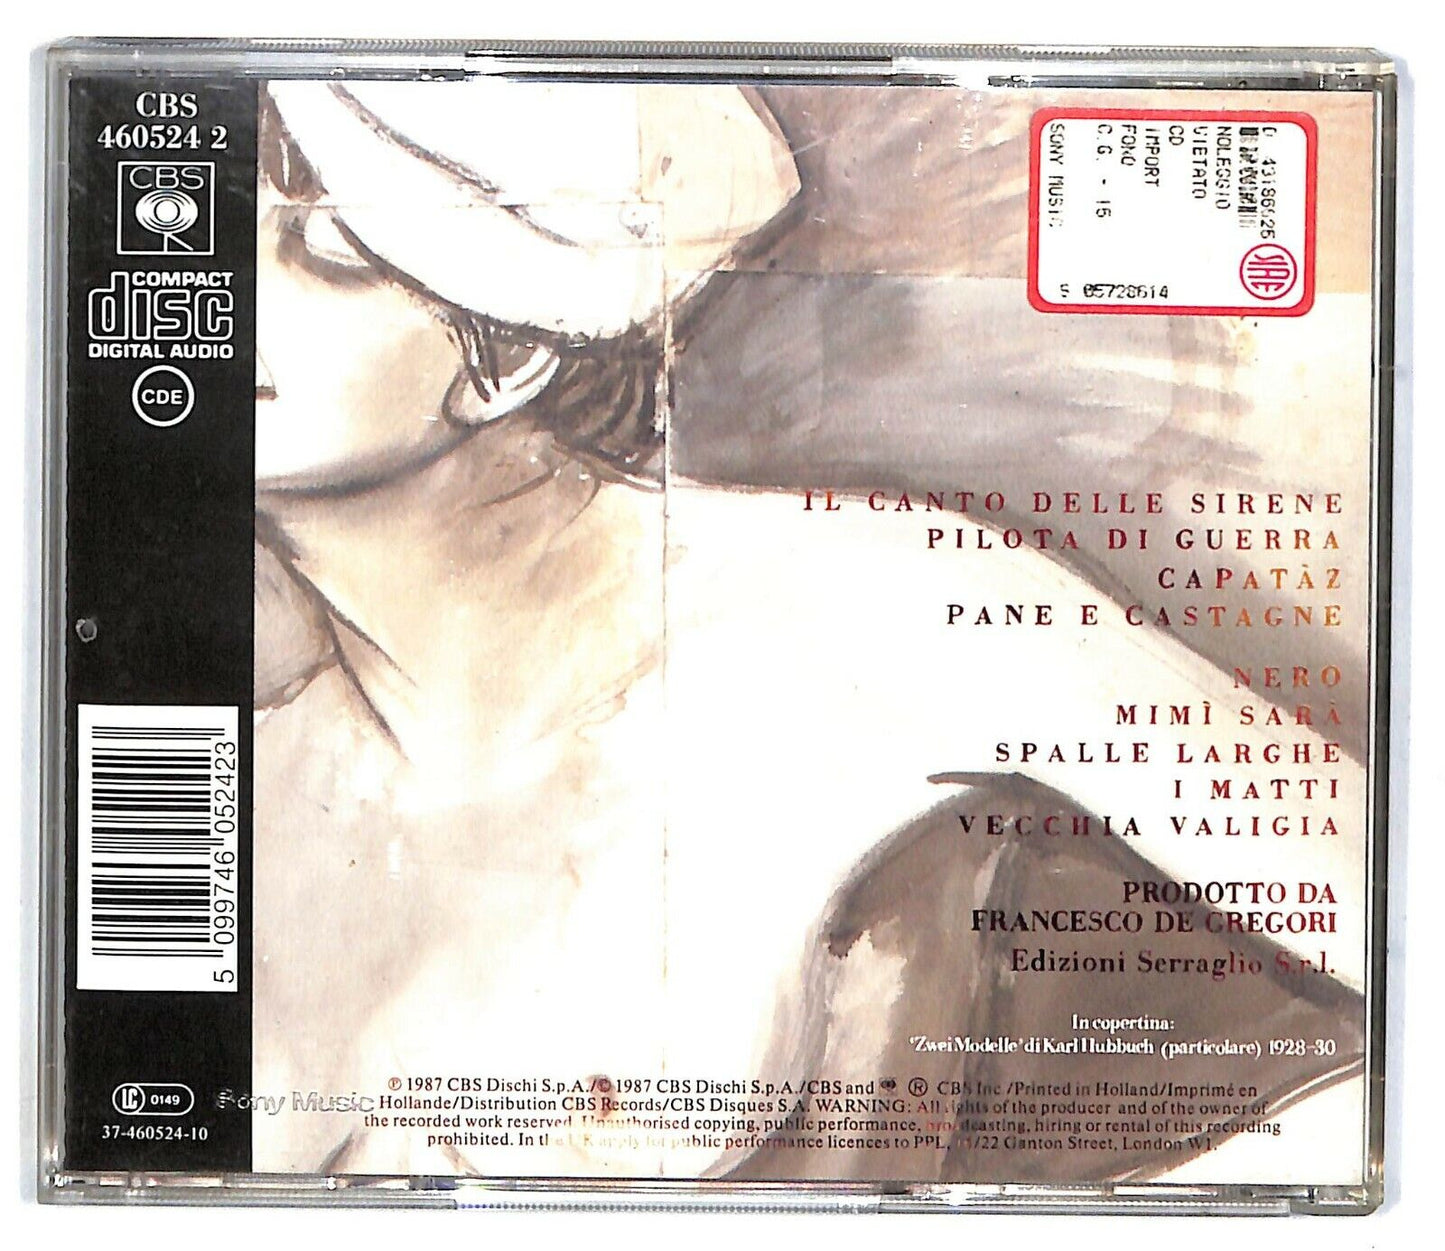 CBS
460524 2
CBS
COMPACT
disc
DIGITAL AUDIO
CDE
5 099746 052423
LC 0149
37-460524-10
NOLEGGIO
VIETATO
CD
IMPORT
FONO
C.G. - 15
SONY MUSIC
SIAE
S 05728614
IL CANTO DELLE SIRENE
PILOTA DI GUERRA
CAPATÀZ
PANE E CASTAGNE
NERO
MIMÌ SARÀ
SPALLE LARGHE
I MATTI
VECCHIA VALIGIA
PRODOTTO DA
FRANCESCO DE GREGORI
Edizioni Serraglio S.r.l.
In copertina:
'Zwei Modelle' di Karl Hubbuch (particolare) 1928-30
Sony Music
℗ 1987 CBS Dischi S.p.A./© 1987 CBS Dischi S.p.A./CBS and ® CBS Inc /Printed in Holland/Imprimé en
Hollande/Distribution CBS Records/CBS Disques S.A. WARNING: All rights of the producer and of the owner of
the recorded work reserved. Unauthorised copying, public performance, broadcasting, hiring or rental of this recording
prohibited. In the UK apply for public performance licences to PPL, /22 Ganton Street, London W1.